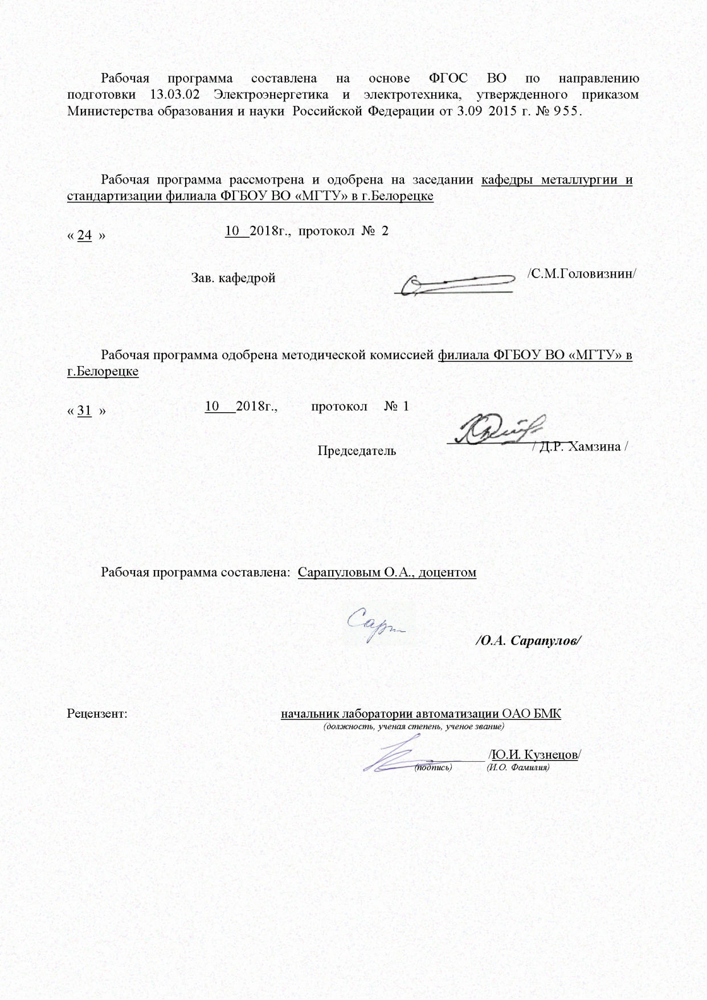 Рабочая программа составлена на основе ФГОС ВО по направлению
подготовки 13.03.02 Электроэнергетика и электротехника, утвержденного приказом
Министерства образования и науки Российской Федерации от 3.09 2015 г. № 955.
Рабочая программа рассмотрена и одобрена на заседании кафедры металлургии и
стандартизации филиала ФГБОУ ВО «МГТУ» в г.Белорецке
« 24 » 10 2018г., протокол № 2
Зав. кафедрой /С.М.Головизнин/
Рабочая программа одобрена методической комиссией филиала ФГБОУ ВО «МГТУ» в
г.Белорецке
« 31 » 10 2018г., протокол № 1
Председатель / Д.Р. Хамзина /
Рабочая программа составлена: Сарапуловым О.А., доцентом
/О.А. Сарапулов/
Рецензент: начальник лаборатории автоматизации ОАО БМК
(должность, ученая степень, ученое звание)
/Ю.И. Кузнецов/
(подпись) (И.О. Фамилия)